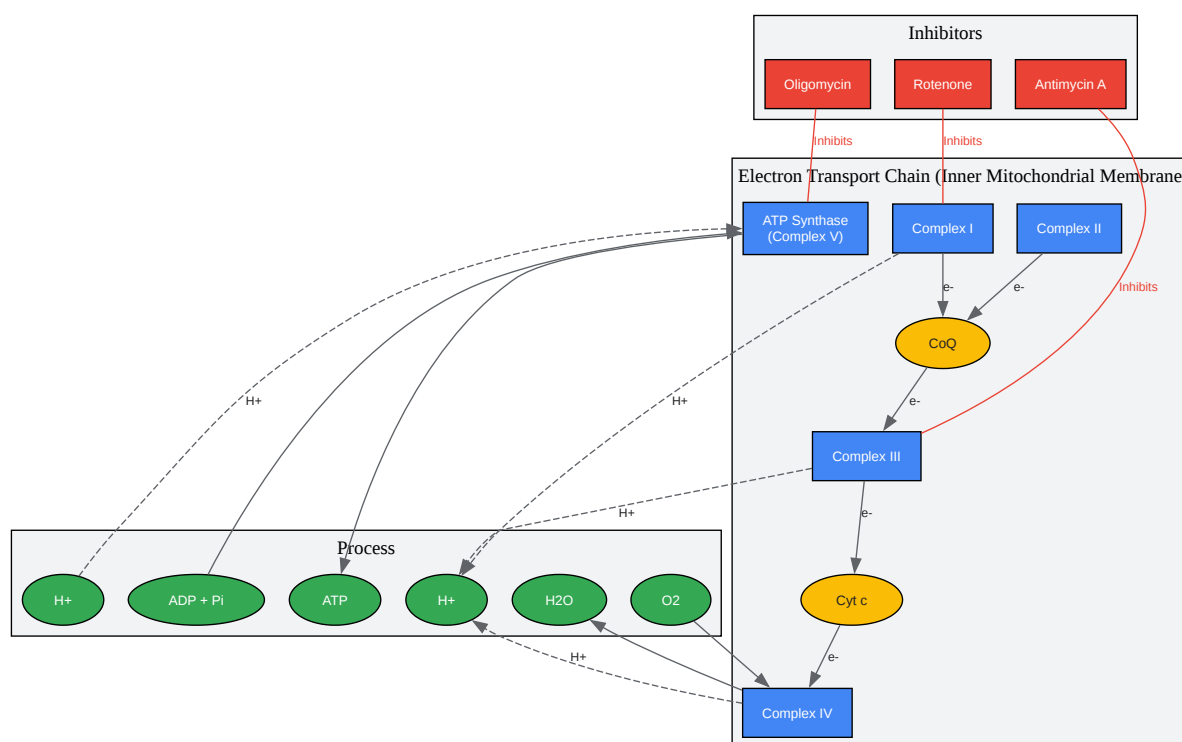 Inhibitors
Oligomycin
Rotenone
Antimycin A
Inhibits
Inhibits
Electron Transport Chain (Inner Mitochondrial Membrane
ATP Synthase
(Complex V)
Complex I
Complex II
e-
e-
Inhibits
CoQ
H+
H+
e-
Complex III
H+
e-
Process
H+
ADP + Pi
ATP
H+
H2O
O2
Cyt c
H+
e-
Complex IV